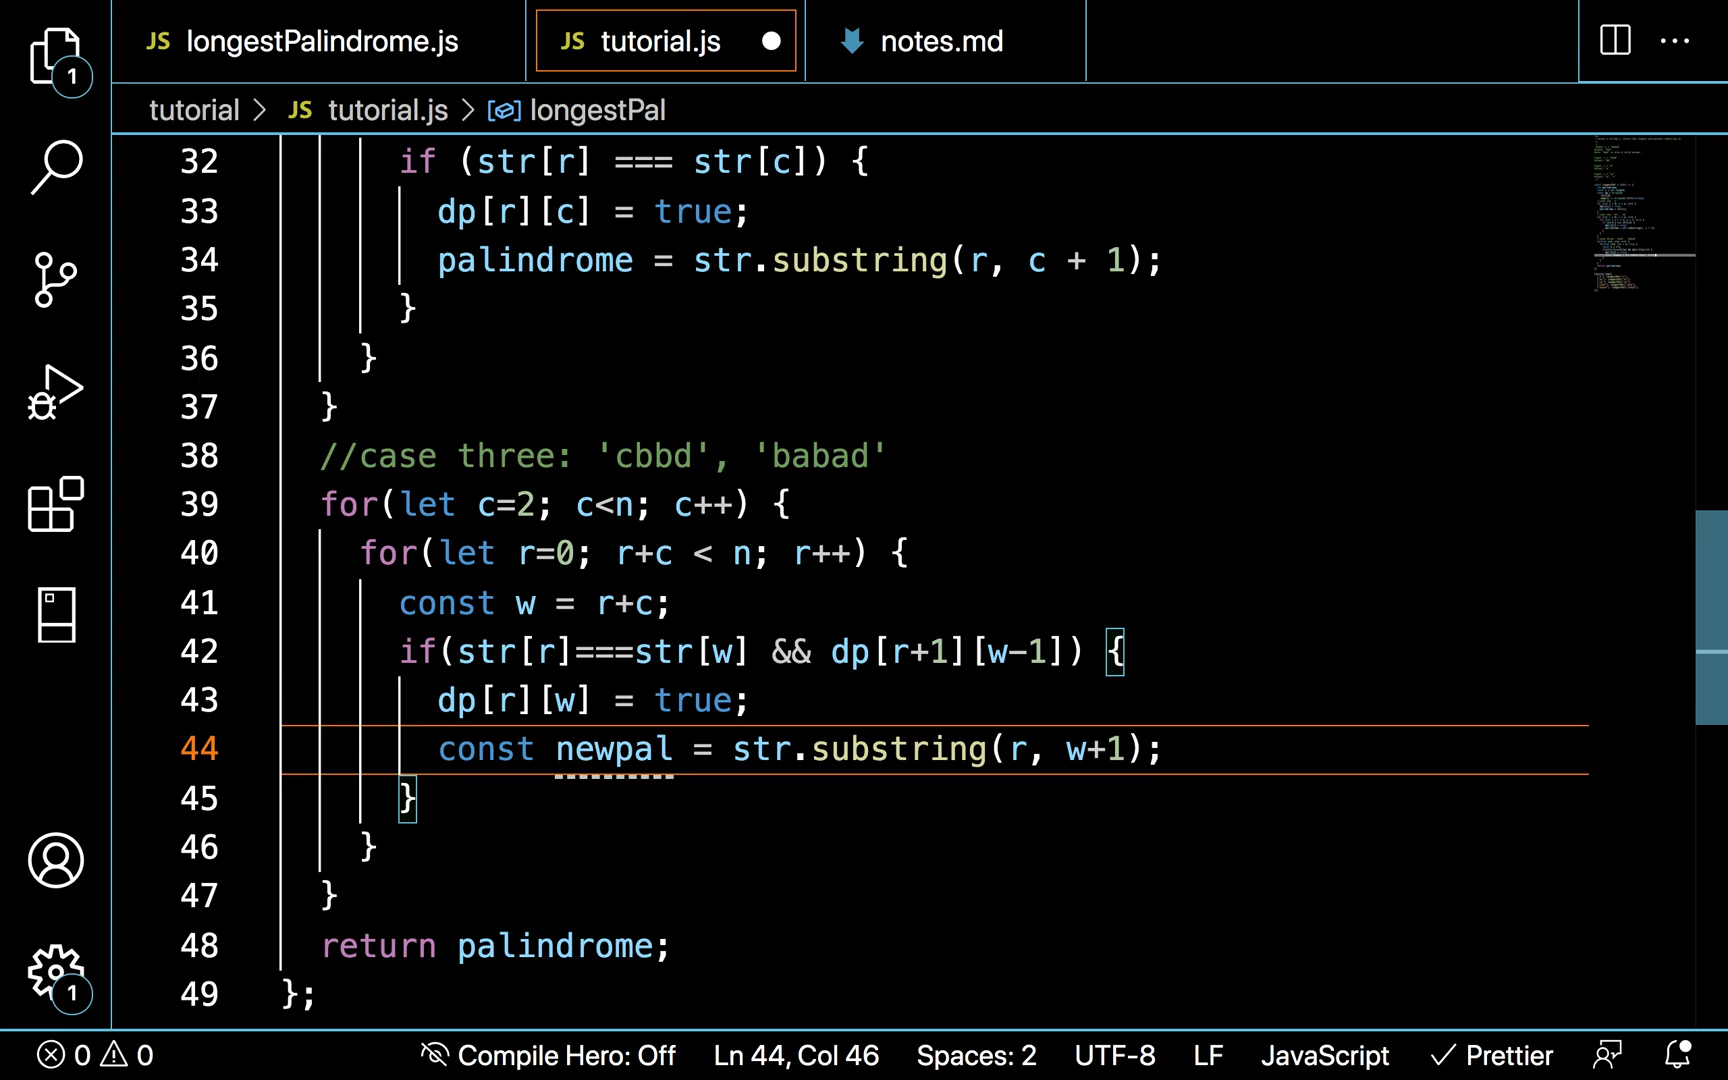 JS longestPalindrome.js JS tutorial.js notes.md
tutorial > JS tutorial.js > longestPal
32 if (str[r] === str[c]) {
33 dp[r][c] = true;
34 palindrome = str.substring(r, c + 1);
35 }
36 }
37 }
38 //case three: 'cbbd', 'babad'
39 for(let c=2; c<n; c++) {
40 for(let r=0; r+c < n; r++) {
41 const w = r+c;
42 if(str[r]===str[w] && dp[r+1][w-1]) {
43 dp[r][w] = true;
44 const newpal = str.substring(r, w+1);
45 }
46 }
47 }
48 return palindrome;
49 };
1
1
0 0 Compile Hero: Off Ln 44, Col 46 Spaces: 2 UTF-8 LF JavaScript Prettier